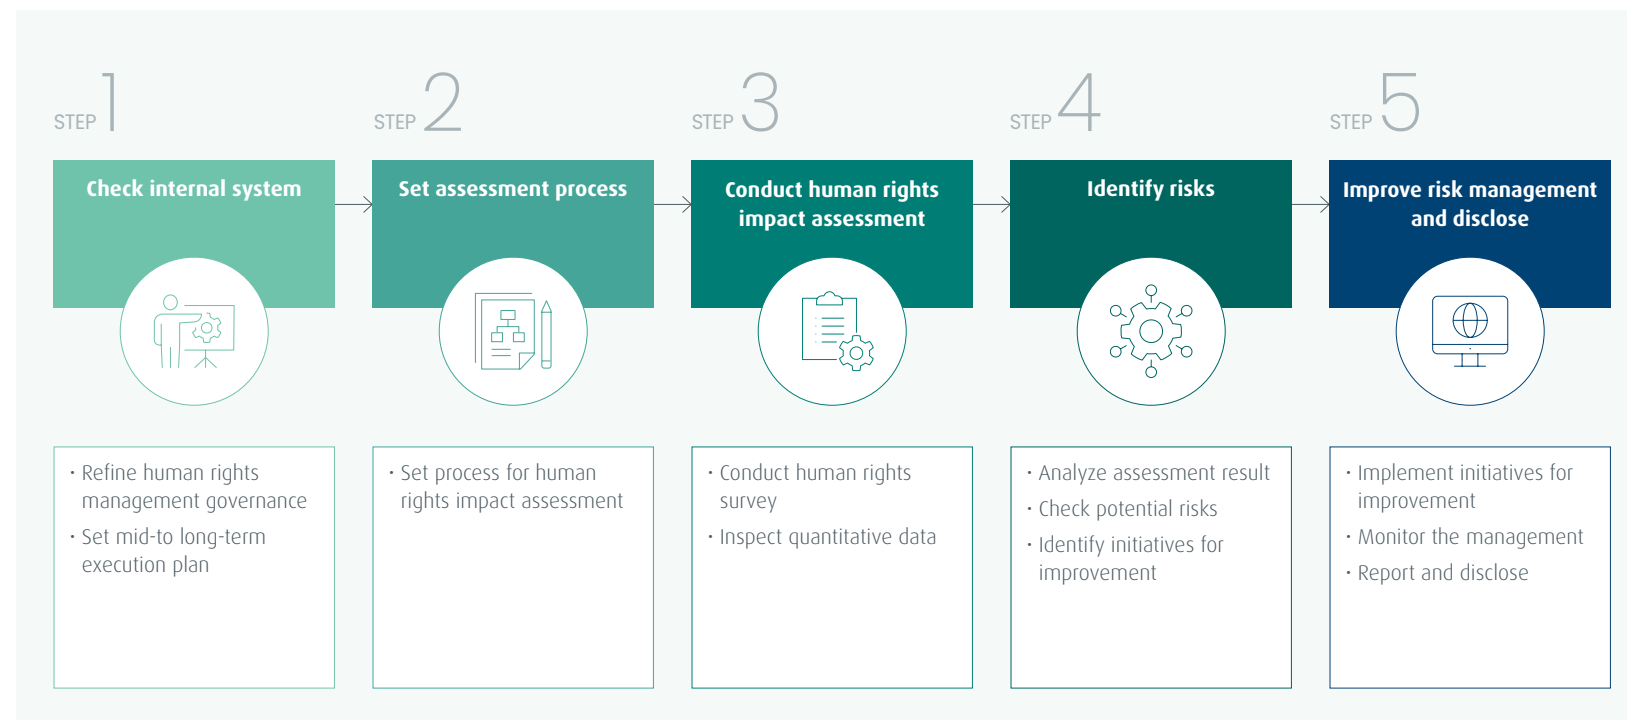 STEP 1
Check internal system
· Refine human rights
management governance
· Set mid-to long-term
execution plan
STEP 2
Set assessment process
· Set process for human
rights impact assessment
STEP 3
Conduct human rights
impact assessment
· Conduct human rights
survey
· Inspect quantitative data
STEP 4
Identify risks
· Analyze assessment result
· Check potential risks
· Identify initiatives for
improvement
STEP 5
Improve risk management
and disclose
· Implement initiatives for
improvement
· Monitor the management
· Report and disclose